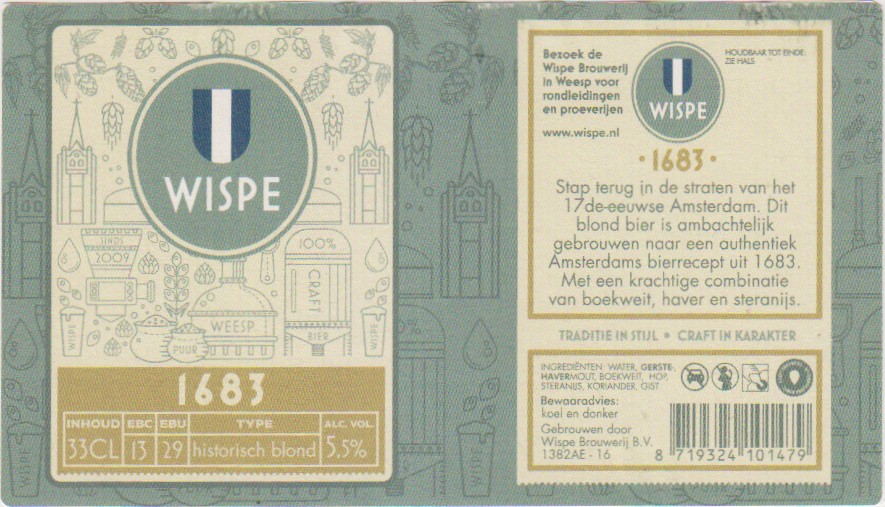 WISPE
SINDS
2009
100%
CRAFT
BIER
WEESP
PUUR
WISPE
WISPE
1683
INHOUD EBC EBU TYPE ALC. VOL.
33CL 13 29 historisch blond 5,5%
WISPE
WISPE
0%
Bezoek de
Wispe Brouwerij
in Weesp voor
rondleidingen
en proeverijen
www.wispe.nl
WISPE
HOUDBAAR TOT EINDE:
ZIE HALS
·1683·
Stap terug in de straten van het
17de-eeuwse Amsterdam. Dit
blond bier is ambachtelijk
gebrouwen naar een authentiek
Amsterdams bierrecept uit 1683.
Met een krachtige combinatie
van boekweit, haver en steranijs.
TRADITIE IN STIJL • CRAFT IN KARAKTER
INGREDIËNTEN: WATER, GERSTE,
HAVERMOUT, BOEKWEIT, HOP,
STERANIJS, KORIANDER, GIST
Bewaaradvies:
koel en donker
Gebrouwen door
Wispe Brouwerij B.V.
1382AE - 16
8 719324 101479